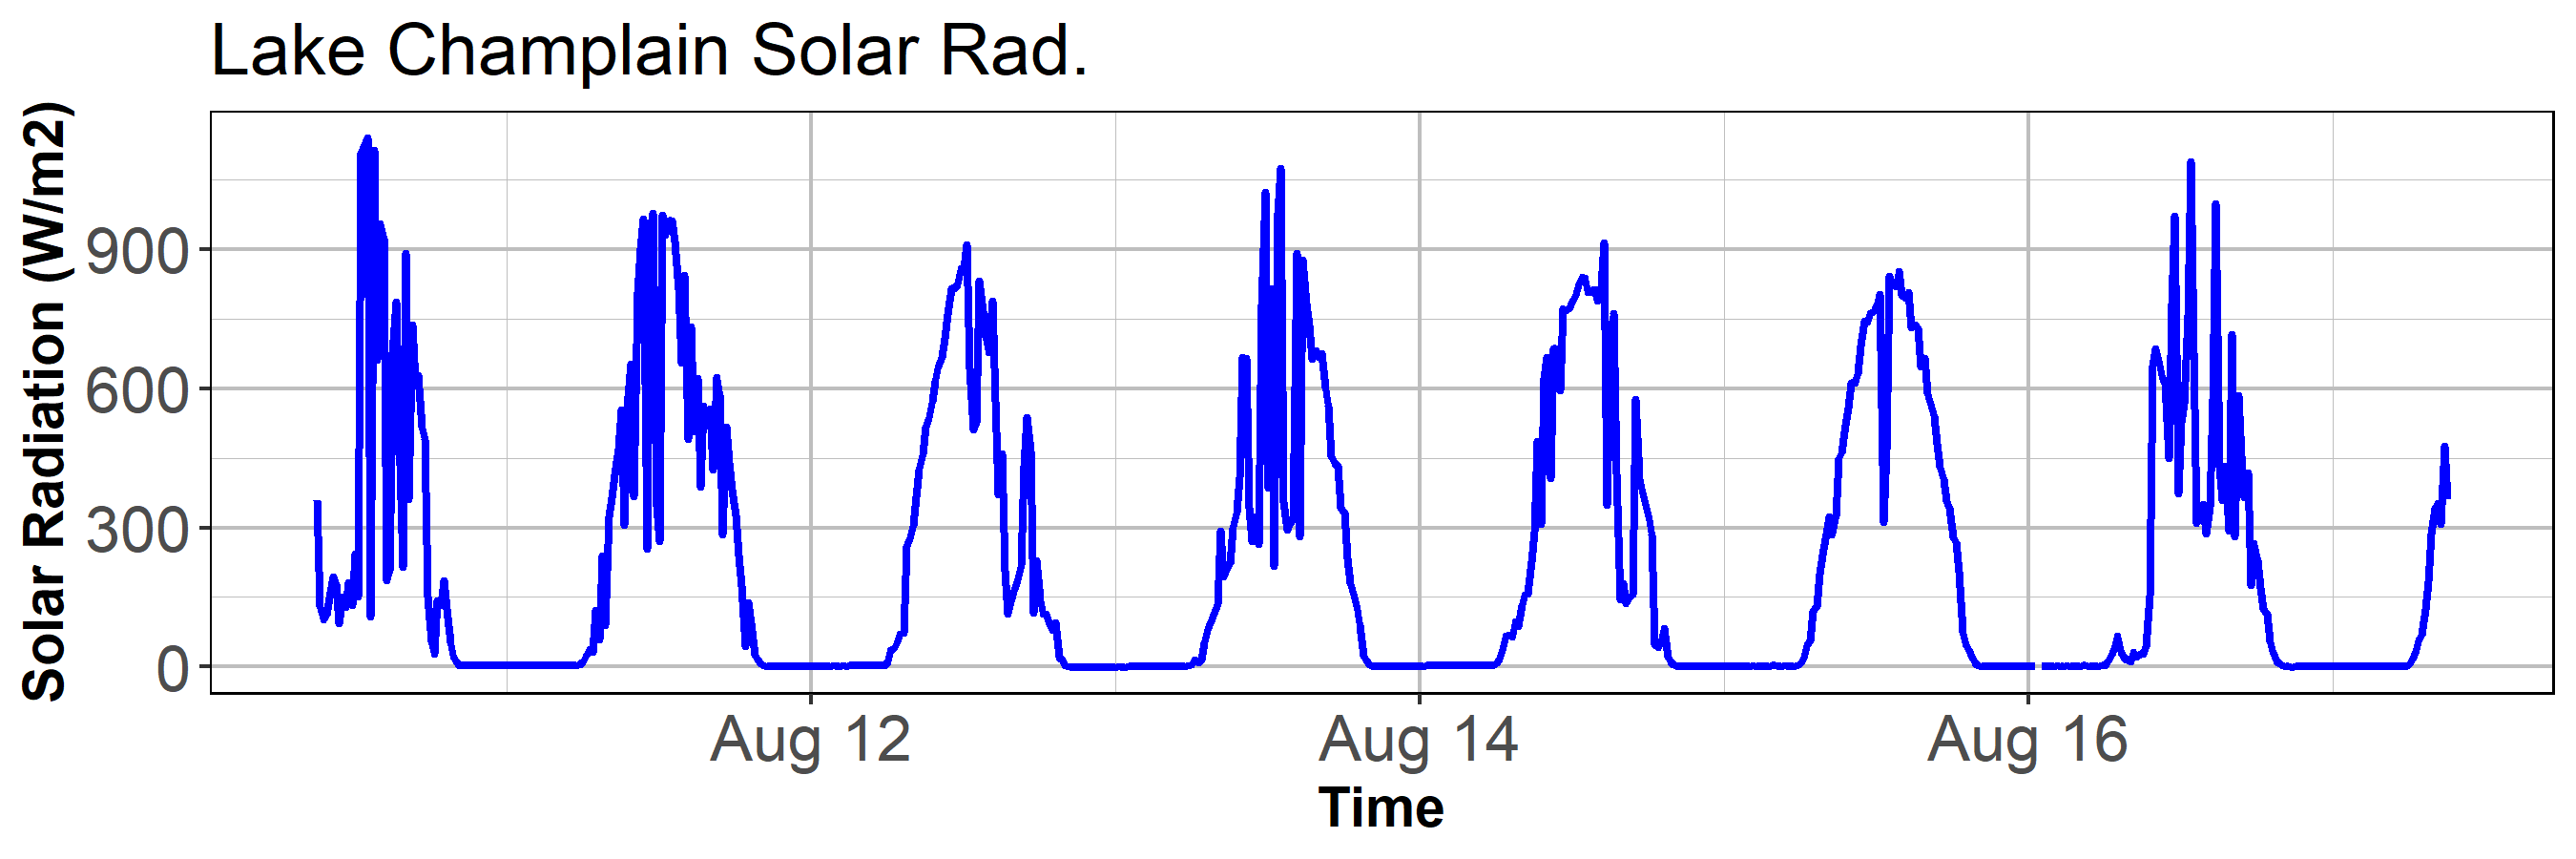 Lake Champlain Solar Rad.
Solar Radiation (W/m2)
900
600
300
0
Aug 12
Aug 14
Aug 16
Time